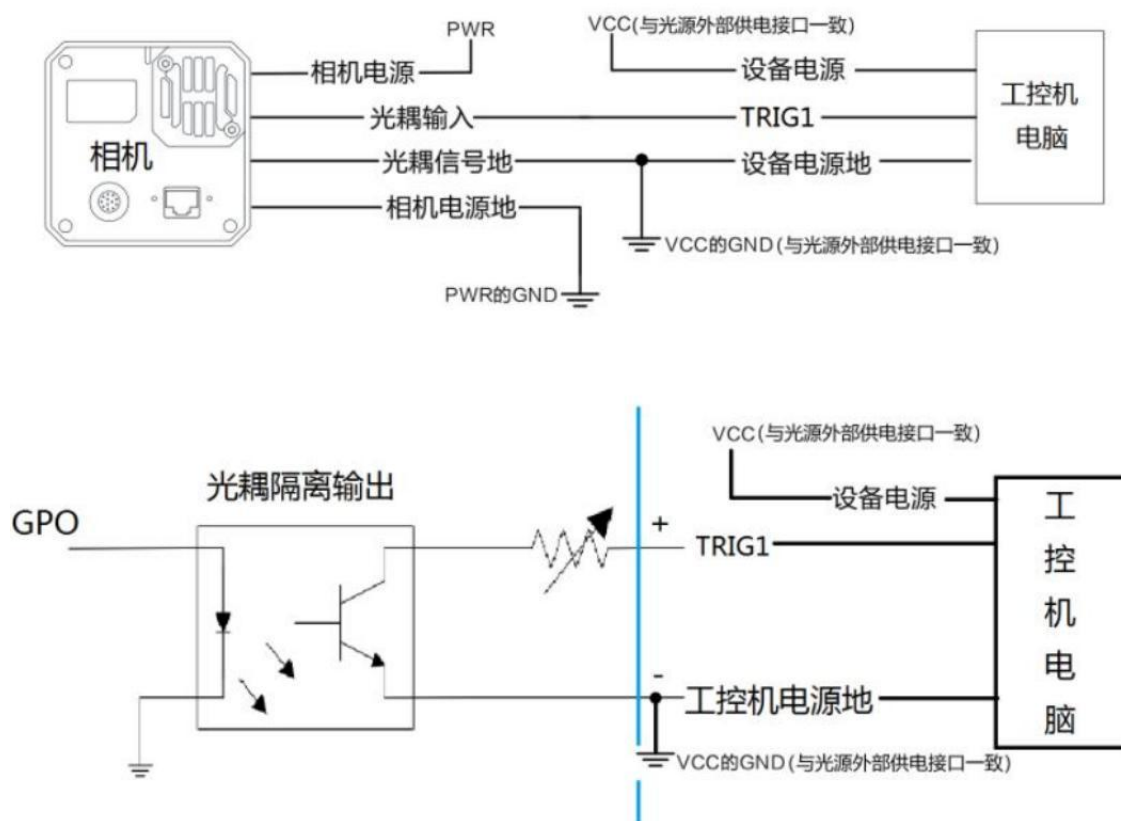 PWR
VCC(与光源外部供电接口一致)
相机电源
设备电源
光耦输入
TRIG1
工控机
电脑
相机
光耦信号地
设备电源地
相机电源地
VCC的GND(与光源外部供电接口一致)
PWR的GND
VCC(与光源外部供电接口一致)
光耦隔离输出
设备电源
GPO
+
TRIG1
工控机电脑
-
工控机电源地
VCC的GND(与光源外部供电接口一致)